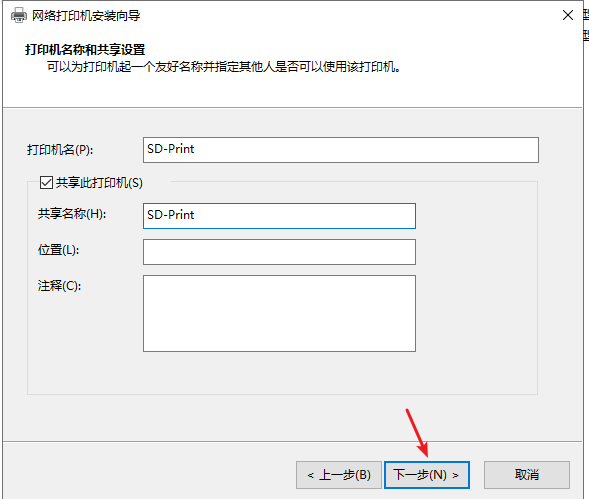 网络打印机安装向导
打印机名称和共享设置
可以为打印机起一个友好名称并指定其他人是否可以使用该打印机。
打印机名(P): SD-Print
共享此打印机(S)
共享名称(H): SD-Print
位置(L):
注释(C):
< 上一步(B) 下一步(N) > 取消